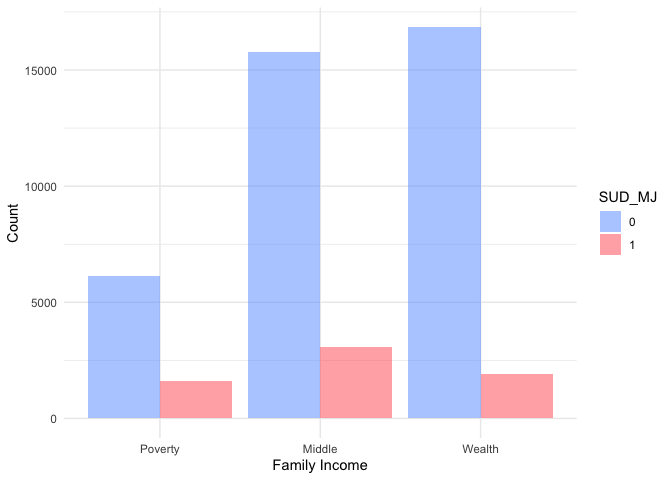 15000
10000
5000
0
Count
Poverty
Middle
Wealth
Family Income
SUD_MJ
0
1